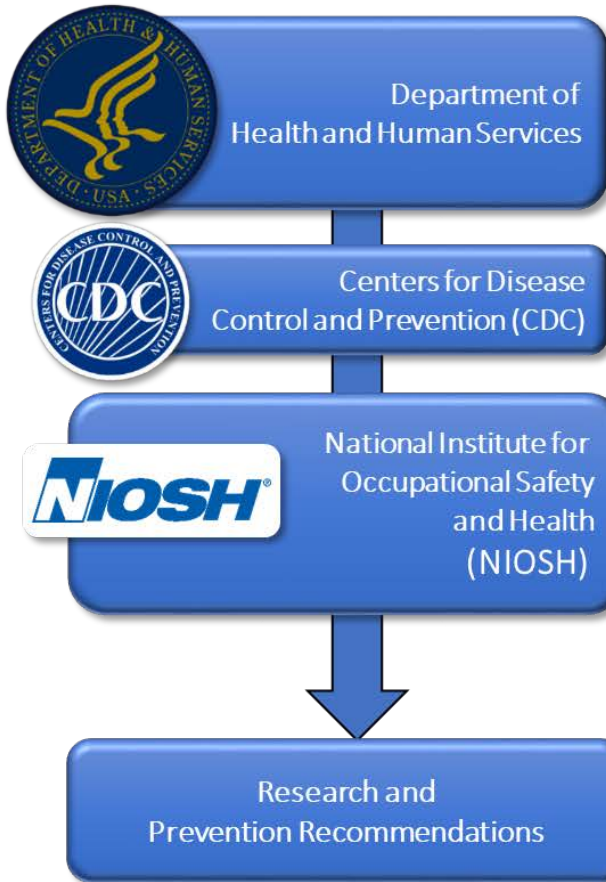 DEPARTMENT OF HEALTH & HUMAN SERVICES · USA ·
Department of
Health and Human Services
CENTERS FOR DISEASE CONTROL AND PREVENTION
CDC
Centers for Disease
Control and Prevention (CDC)
NIOSH®
National Institute for
Occupational Safety
and Health
(NIOSH)
Research and
Prevention Recommendations